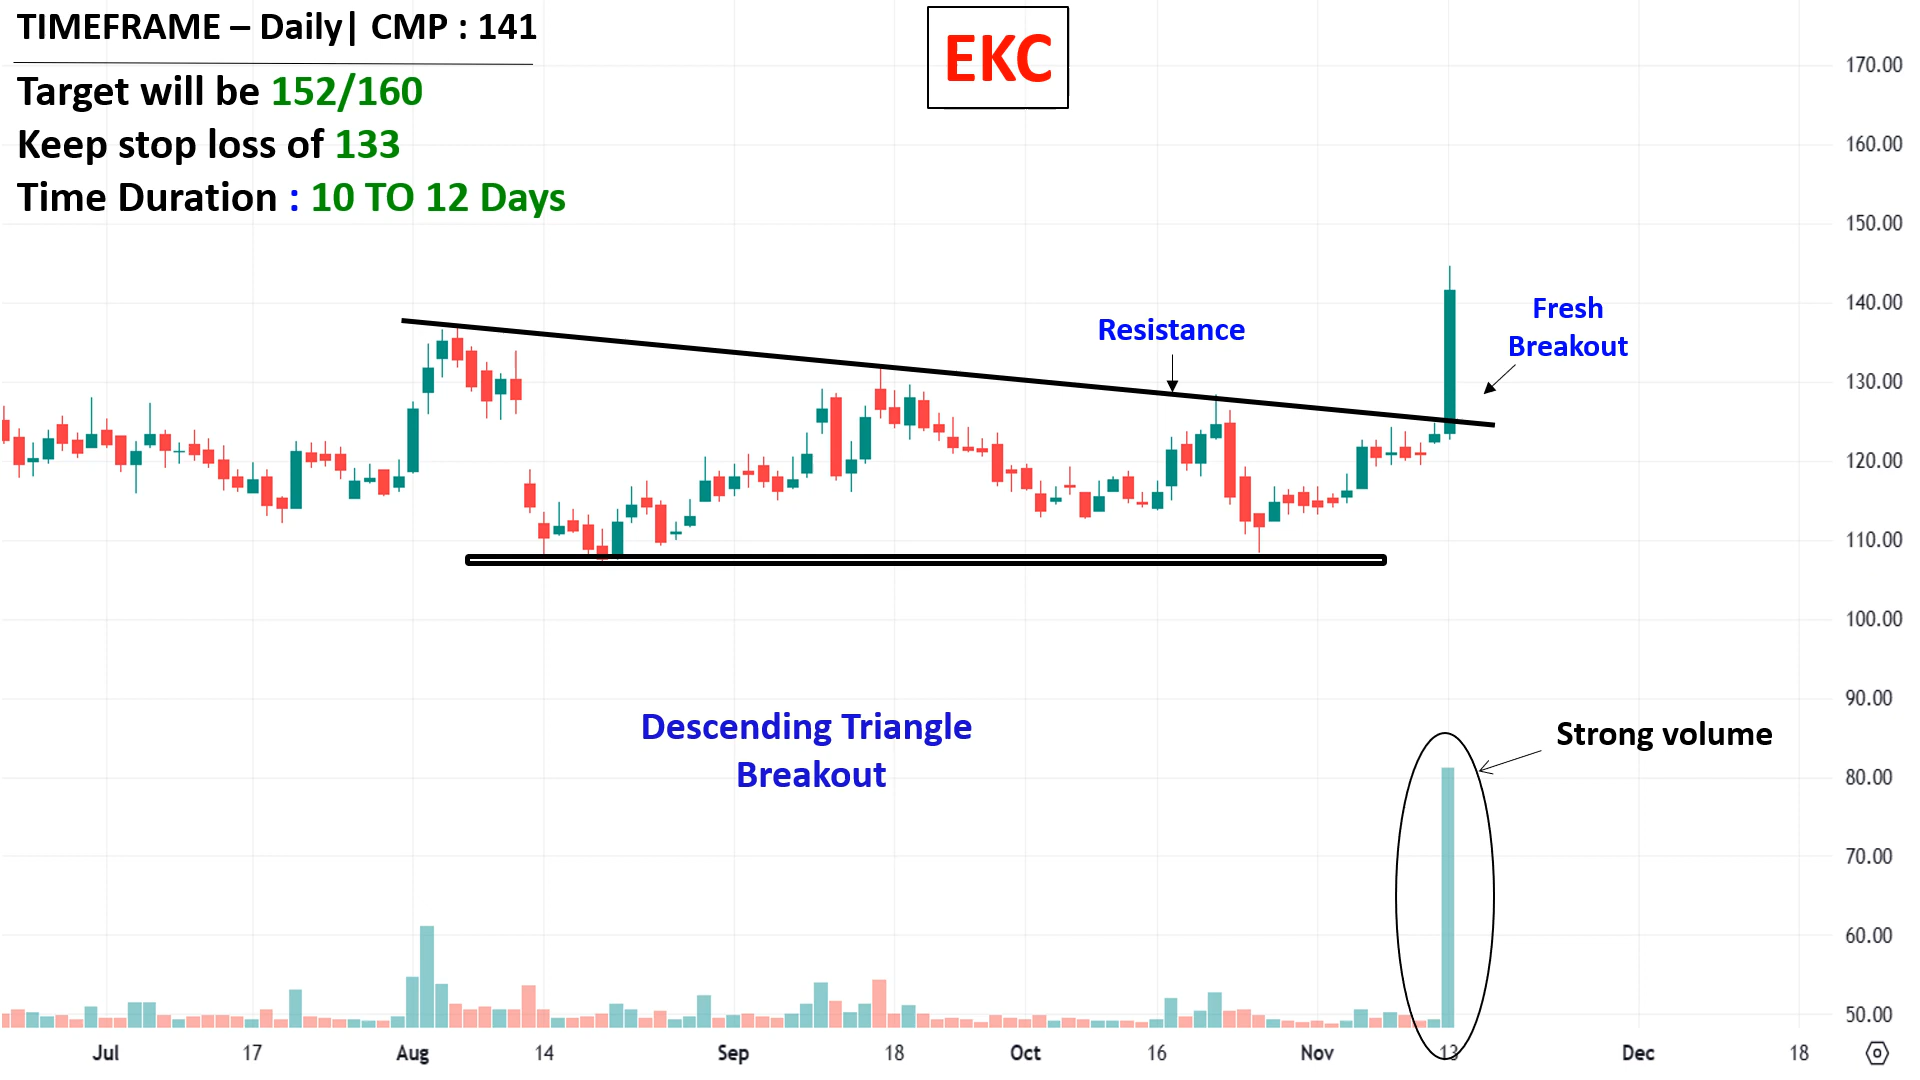 TIMEFRAME – Daily| CMP : 141
Target will be 152/160
Keep stop loss of 133
Time Duration : 10 TO 12 Days
EKC
Resistance
Fresh
Breakout
Descending Triangle
Breakout
Strong volume
170.00
160.00
150.00
140.00
130.00
120.00
110.00
100.00
90.00
80.00
70.00
60.00
50.00
Jul 17 Aug 14 Sep 18 Oct 16 Nov 13 Dec 18